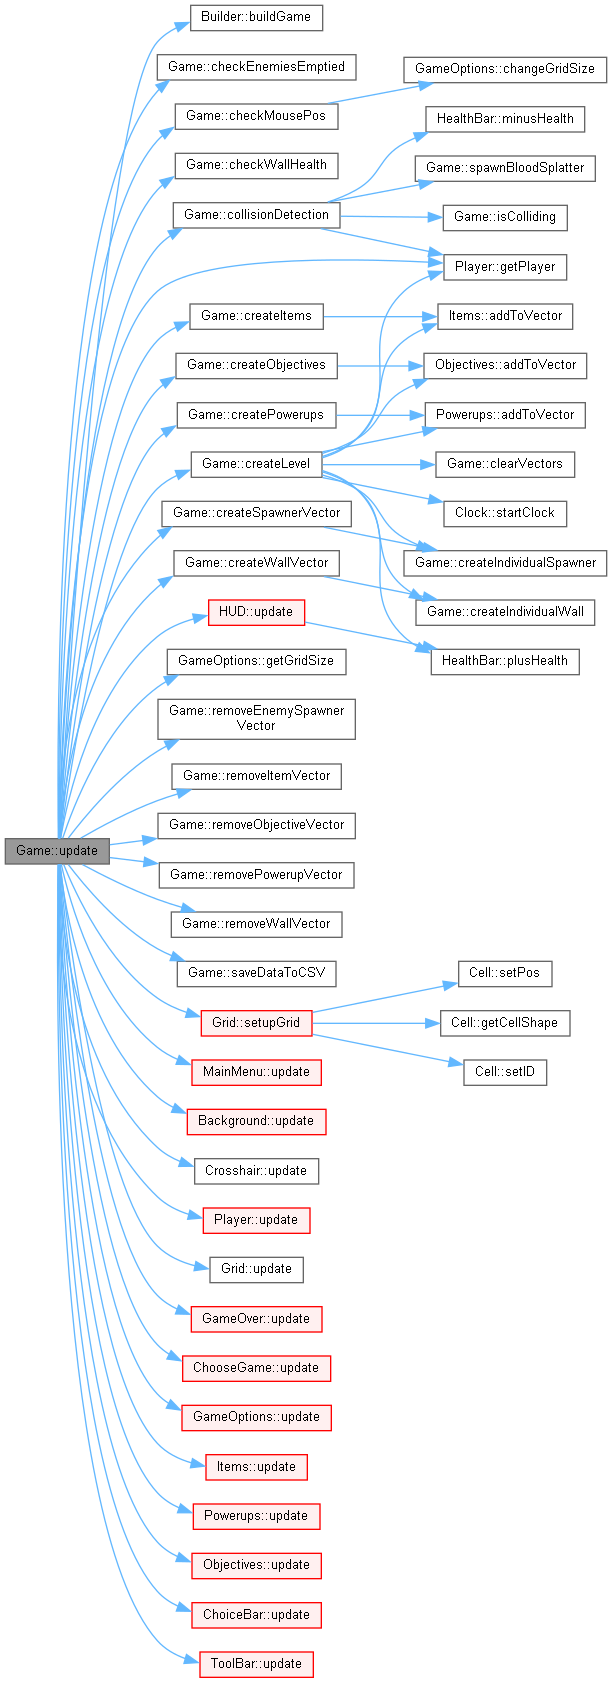 Builder::buildGame
Game::checkEnemiesEmptied
GameOptions::changeGridSize
Game::checkMousePos
HealthBar::minusHealth
Game::checkWallHealth
Game::spawnBloodSplatter
Game::collisionDetection
Game::isColliding
Player::getPlayer
Game::createItems
Items::addToVector
Game::createObjectives
Objectives::addToVector
Game::createPowerups
Powerups::addToVector
Game::createLevel
Game::clearVectors
Game::createSpawnerVector
Clock::startClock
Game::createWallVector
Game::createIndividualSpawner
HUD::update
Game::createIndividualWall
GameOptions::getGridSize
HealthBar::plusHealth
Game::removeEnemySpawner
Vector
Game::removeItemVector
Game::removeObjectiveVector
Game::update
Game::removePowerupVector
Game::removeWallVector
Game::saveDataToCSV
Cell::setPos
Grid::setupGrid
Cell::getCellShape
MainMenu::update
Cell::setID
Background::update
Crosshair::update
Player::update
Grid::update
GameOver::update
ChooseGame::update
GameOptions::update
Items::update
Powerups::update
Objectives::update
ChoiceBar::update
ToolBar::update